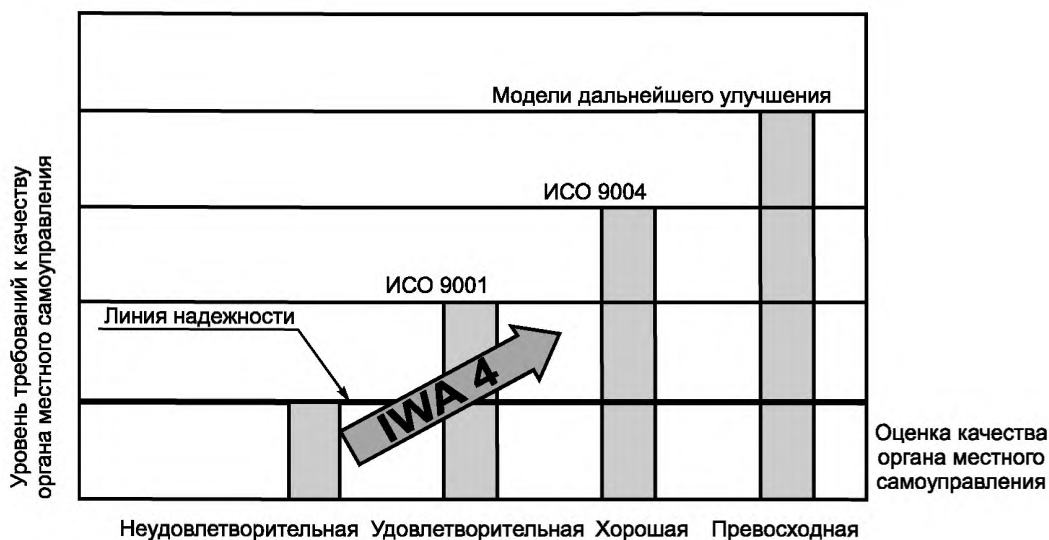 Модели дальнейшего улучшения
ИСО 9004
ИСО 9001
Линия надежности
IWA 4
Уровень требований к качеству
органа местного самоуправления
Оценка качества
органа местного
самоуправления
Неудовлетворительная Удовлетворительная Хорошая Превосходная